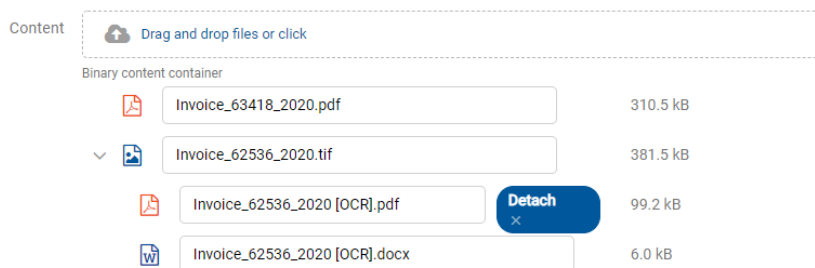 Content
Drag and drop files or click
Binary content container
Invoice_63418_2020.pdf 310.5 kB
Invoice_62536_2020.tif 381.5 kB
Invoice_62536_2020 [OCR].pdf Detach × 99.2 kB
W Invoice_62536_2020 [OCR].docx 6.0 kB